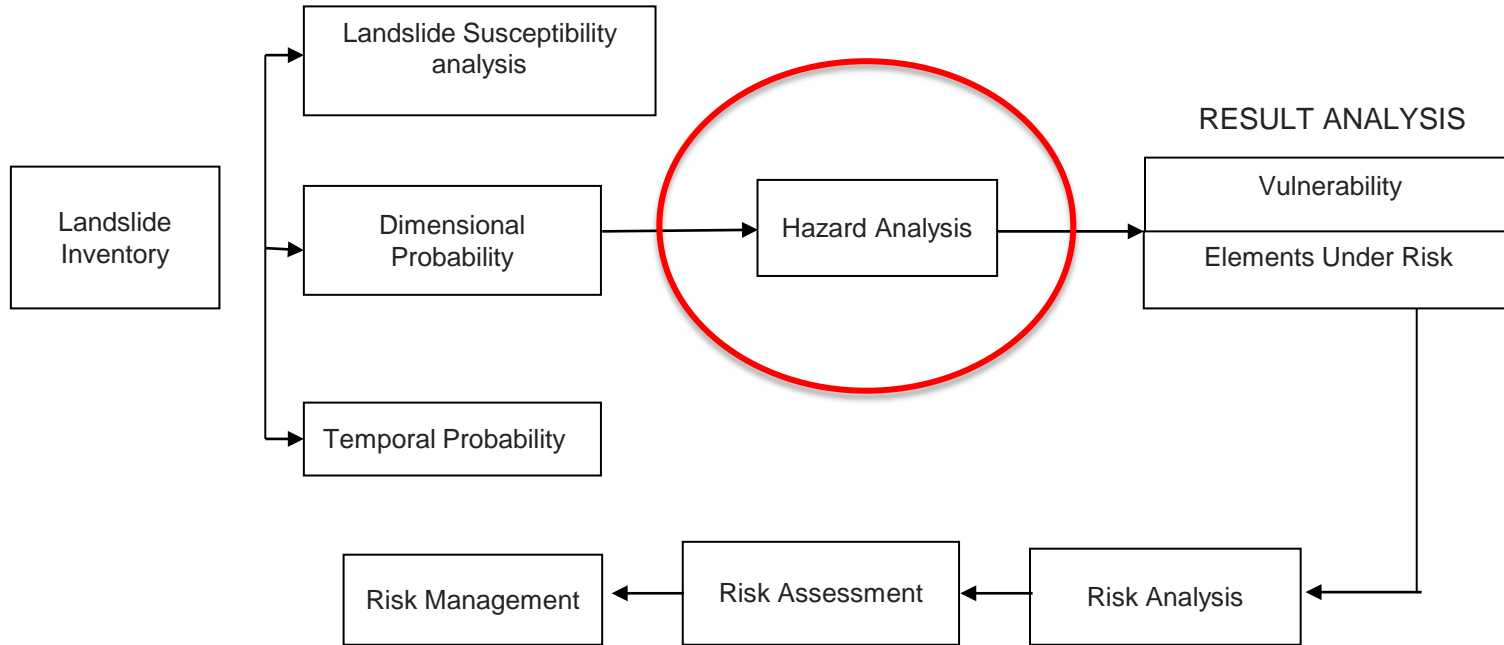 Landslide Susceptibility
analysis
RESULT ANALYSIS
Landslide
Inventory
Dimensional
Probability
Hazard Analysis
Vulnerability
Elements Under Risk
Temporal Probability
Risk Management
Risk Assessment
Risk Analysis